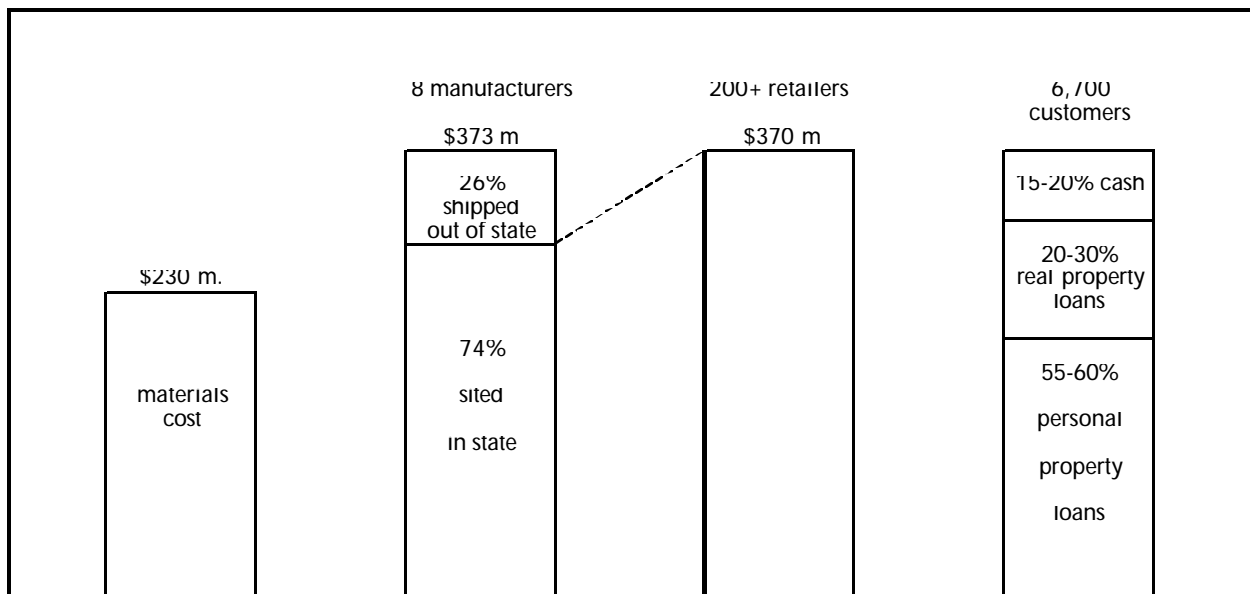 8 manufacturers
$373 m
26%
shipped
out of state
74%
sited
in state
200+ retailers
$370 m
6,700
customers
15-20% cash
20-30%
real property
loans
55-60%
personal
property
loans
$230 m.
materials
cost